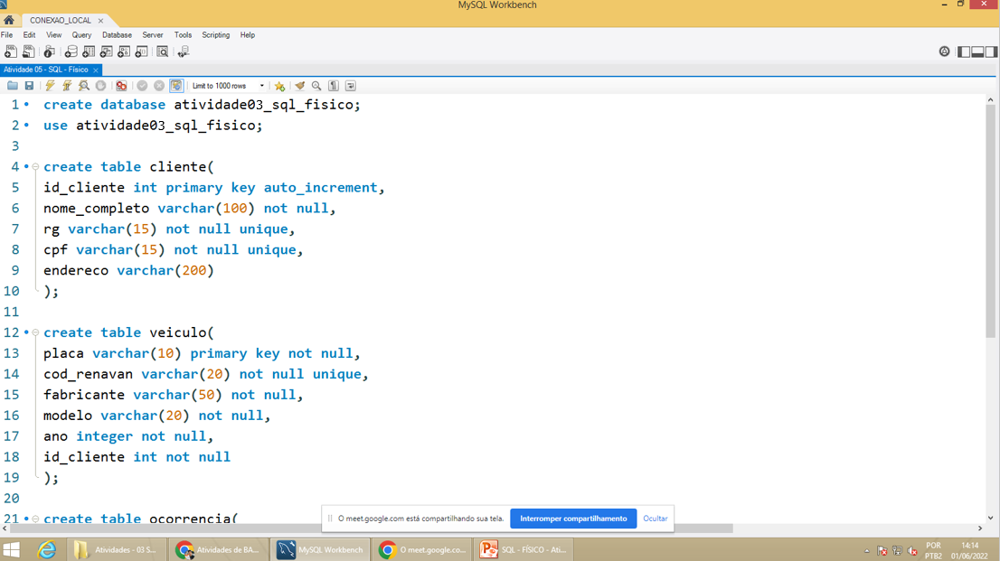 MySQL Workbench
CONEXAO_LOCAL ×
File Edit View Query Database Server Tools Scripting Help
Atividade 05 - SQL - Físico ×
Limit to 1000 rows
1 create database atividade03_sql_fisico;
2 use atividade03_sql_fisico;
3
4 create table cliente(
5 id_cliente int primary key auto_increment,
6 nome_completo varchar(100) not null,
7 rg varchar(15) not null unique,
8 cpf varchar(15) not null unique,
9 endereco varchar(200)
10 );
11
12 create table veiculo(
13 placa varchar(10) primary key not null,
14 cod_renavan varchar(20) not null unique,
15 fabricante varchar(50) not null,
16 modelo varchar(20) not null,
17 ano integer not null,
18 id_cliente int not null
19 );
20
21 create table ocorrencia(
O meet.google.com está compartilhando sua tela. Interromper compartilhamento Ocultar
Atividades - 03 S... Atividades de BA... MySQL Workbench O meet.google.co... SQL - FÍSICO - Ati... POR 14:14
PTB2 01/06/2022